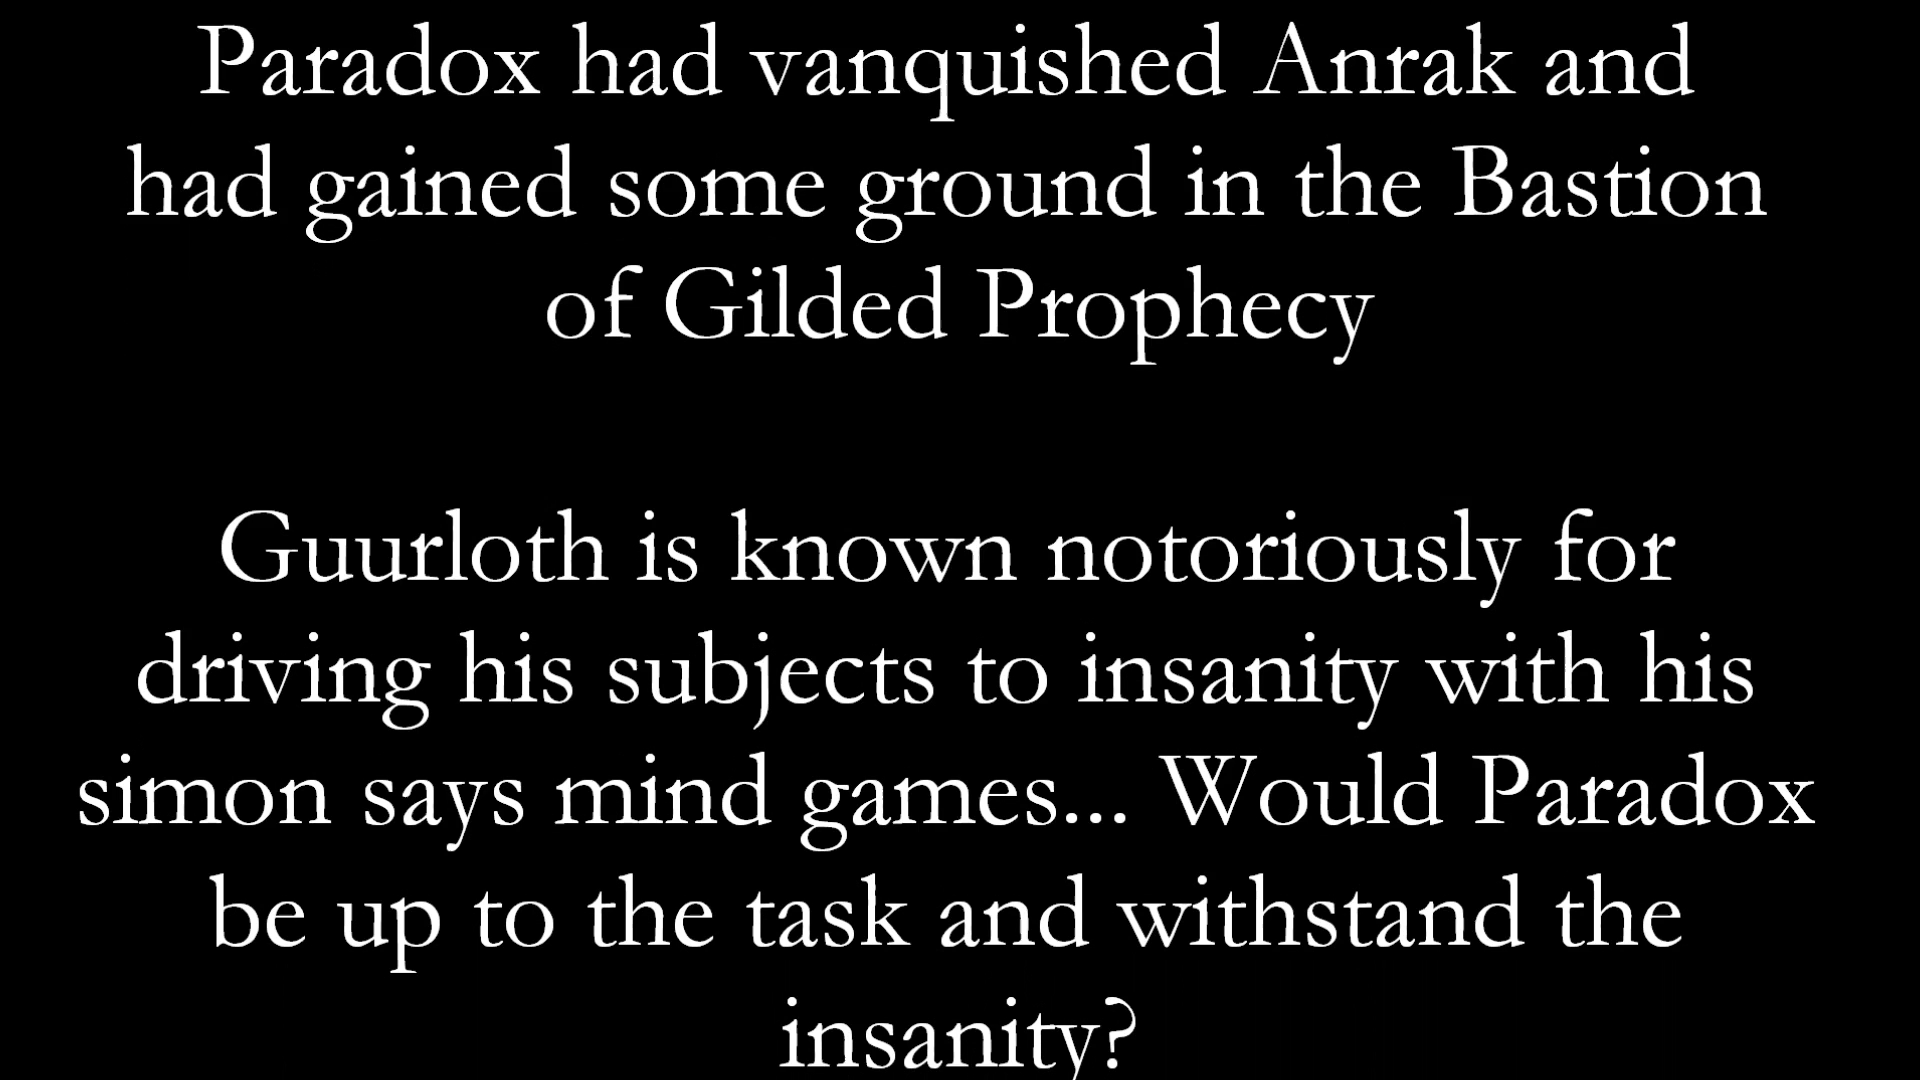 Paradox had vanquished Anrak and
had gained some ground in the Bastion
of Gilded Prophecy
Guurloth is known notoriously for
driving his subjects to insanity with his
simon says mind games... Would Paradox
be up to the task and withstand the
insanity?